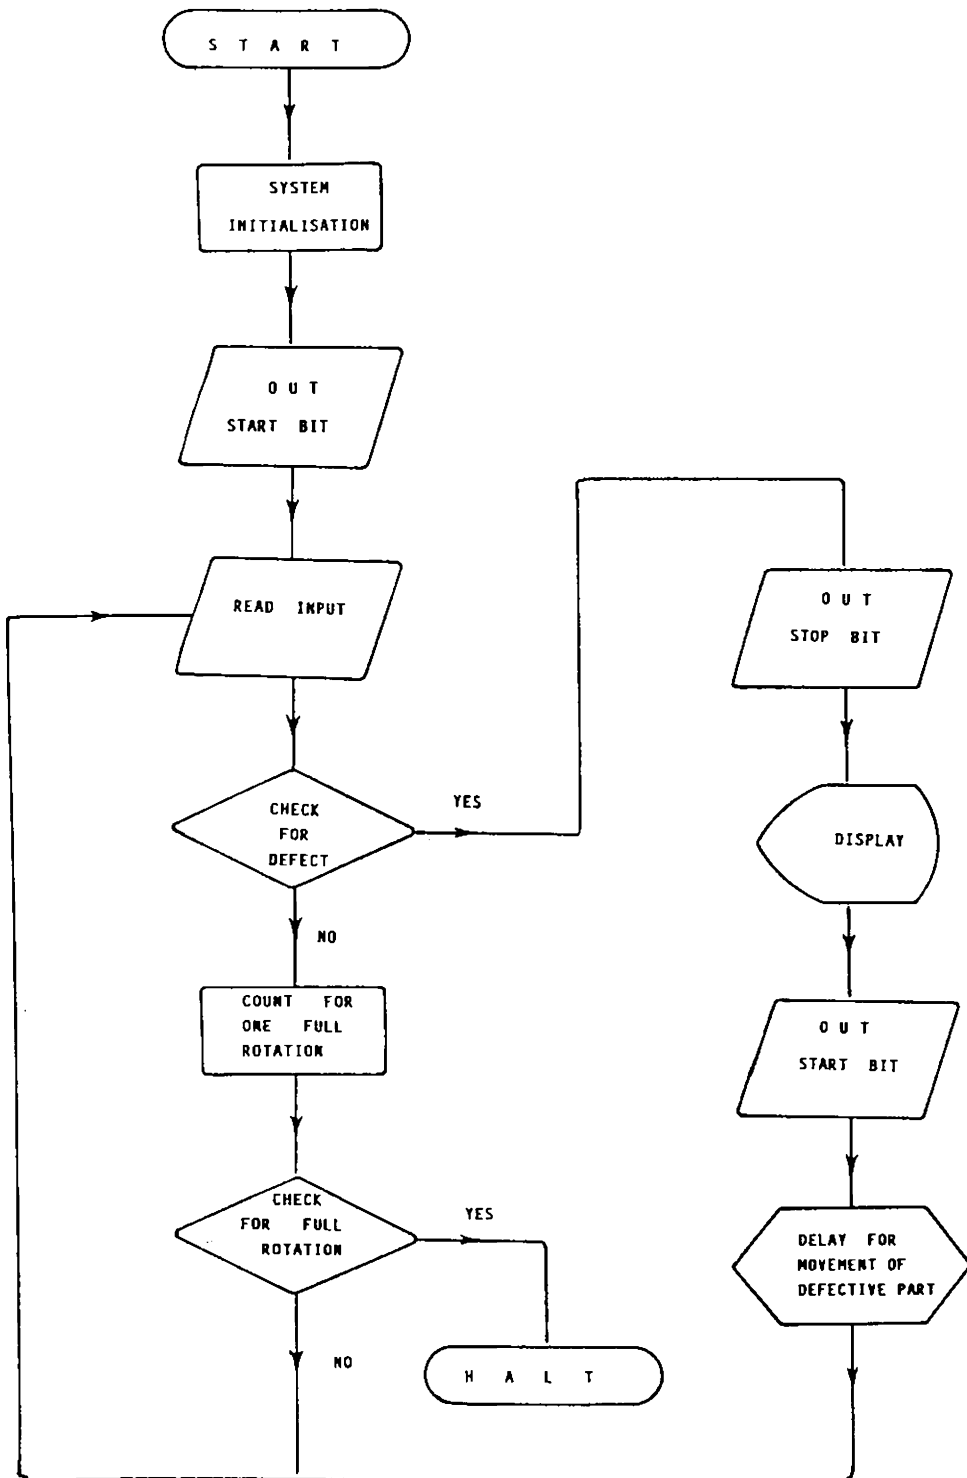 S T A R T
SYSTEM
INITIALISATION
O U T
START BIT
READ INPUT
CHECK
FOR
DEFECT
YES
NO
COUNT FOR
ONE FULL
ROTATION
CHECK
FOR FULL
ROTATION
YES
NO
H A L T
O U T
STOP BIT
DISPLAY
O U T
START BIT
DELAY FOR
MOVEMENT OF
DEFECTIVE PART